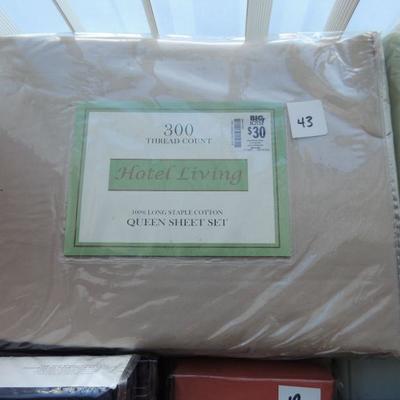 300
THREAD COUNT
BIG
LOTS!
$30
43
Hotel Living
100% LONG STAPLE COTTON
QUEEN SHEET SET